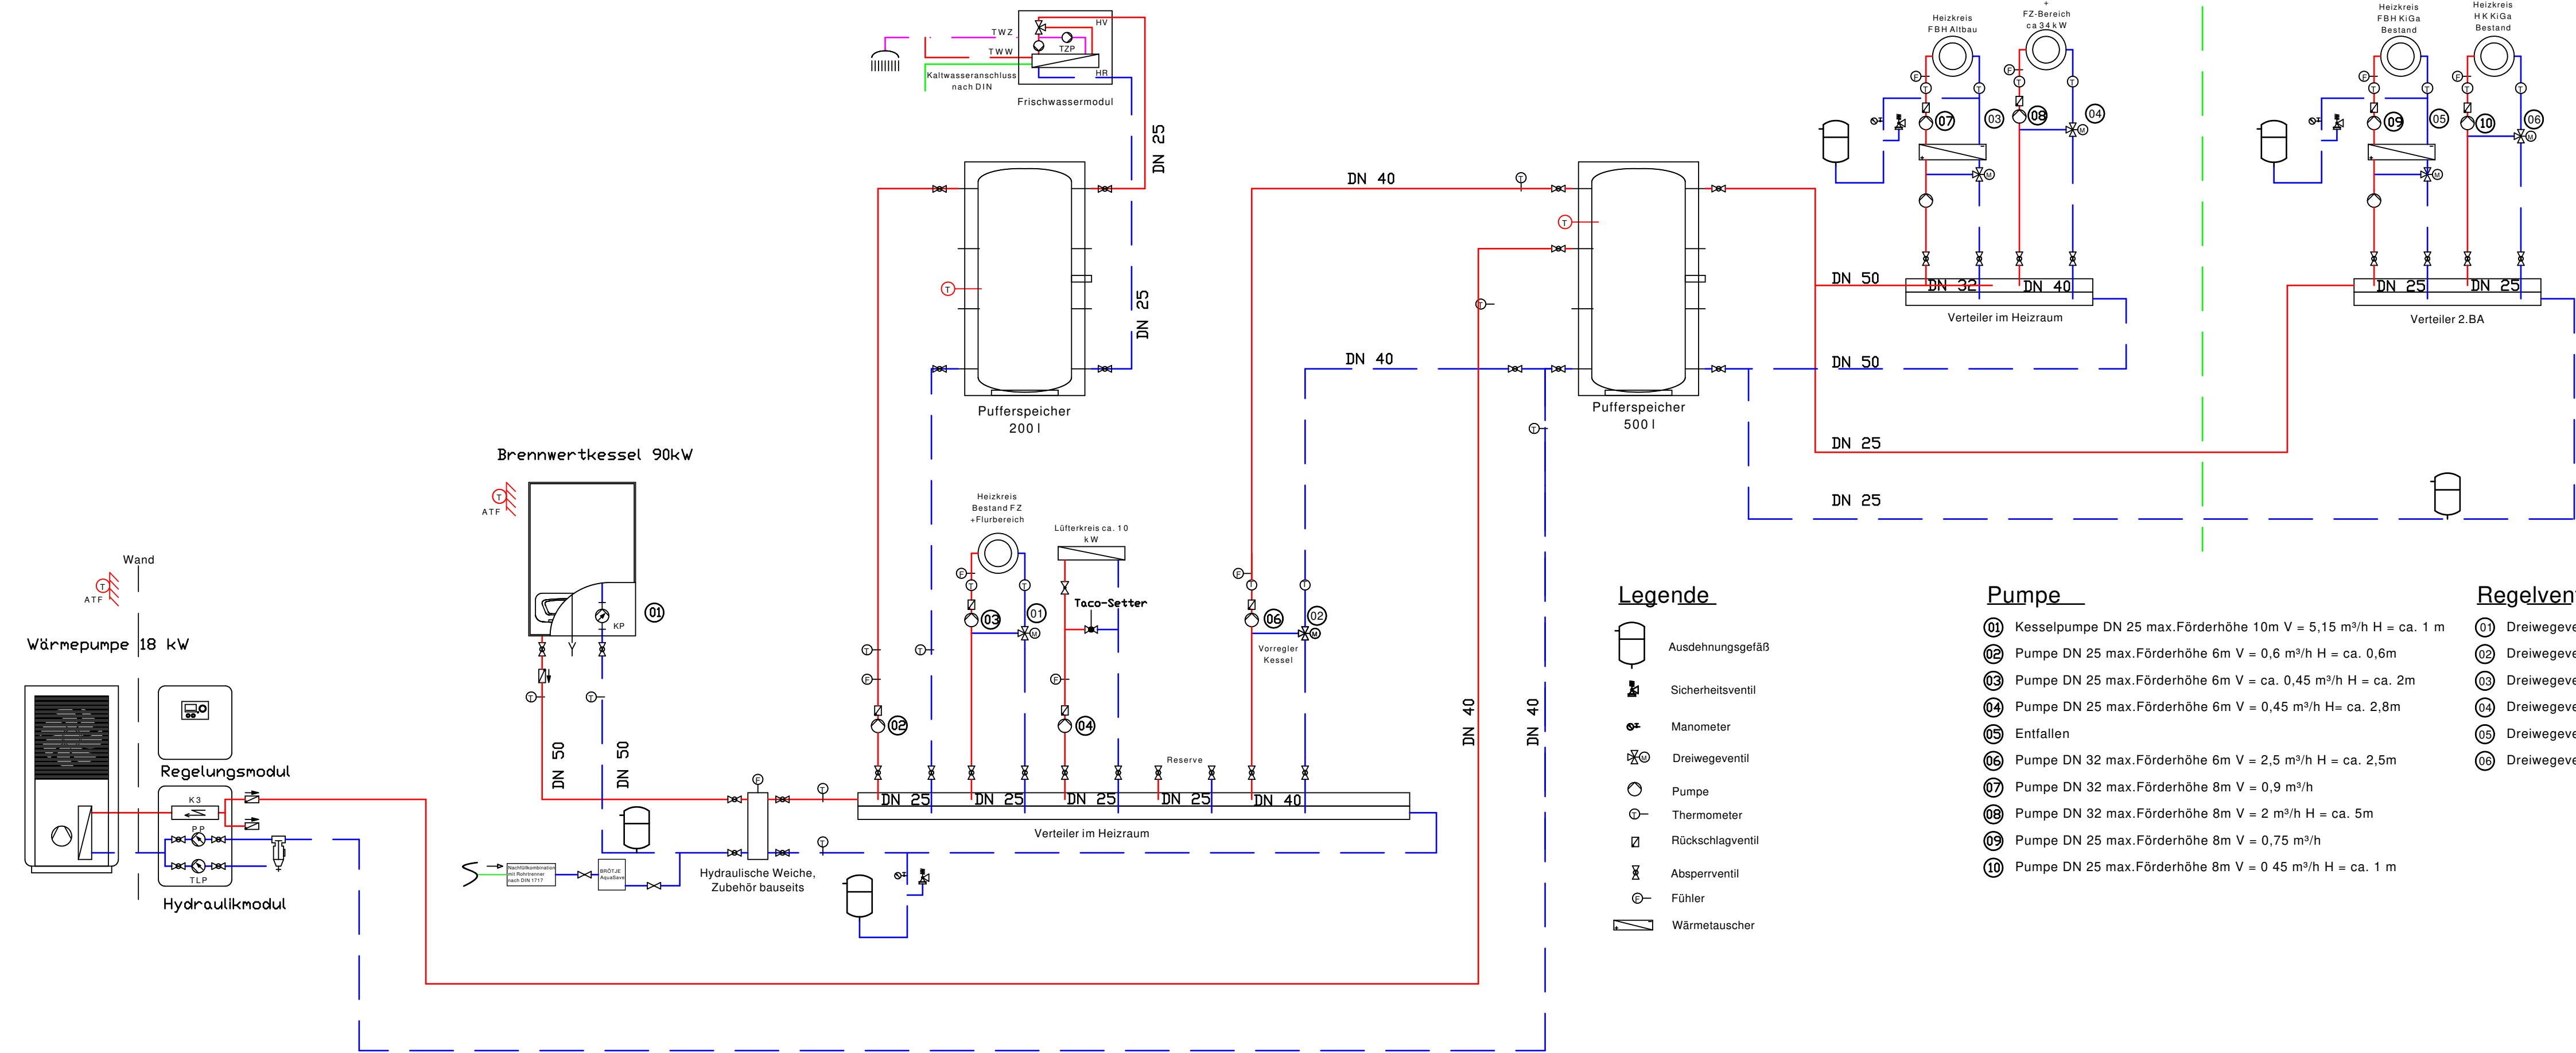 TWZ
TWW
HV
TZP
HR
Kaltwasseranschluss
nach DIN
Frischwassermodul
DN 25
DN 25
Pufferspeicher
200 l
DN 40
DN 40
Pufferspeicher
500 l
Heizkreis
FBH Altbau
+
FZ-Bereich
ca 34 kW
07
03
08
04
DN 50
DN 32
DN 40
Verteiler im Heizraum
DN 50
DN 25
DN 25
Heizkreis
FBH KiGa
Bestand
Heizkreis
HK KiGa
Bestand
09
05
10
06
DN 25
DN 25
Verteiler 2.BA
Brennwertkessel 90kW
ATF
KP
01
Wand
ATF
Wärmepumpe 18 kW
Regelungsmodul
K3
PP
TLP
Hydraulikmodul
DN 50
DN 50
Nachfüllkombination
mit Rohrtrenner
nach DIN 1717
BRÖTJE
AquaSave
Hydraulische Weiche,
Zubehör bauseits
Heizkreis
Bestand FZ
+Flurbereich
Lüfterkreis ca. 10
kW
Taco-Setter
02
03
01
04
06
02
Vorregler
Kessel
Reserve
DN 25
DN 25
DN 25
DN 25
DN 40
Verteiler im Heizraum
DN 40
DN 40
Legende
Ausdehnungsgefäß
Sicherheitsventil
Manometer
Dreiwegeventil
Pumpe
Thermometer
Rückschlagventil
Absperrventil
Fühler
Wärmetauscher
Pumpe
01 Kesselpumpe DN 25 max.Förderhöhe 10m V = 5,15 m³/h H = ca. 1 m
02 Pumpe DN 25 max.Förderhöhe 6m V = 0,6 m³/h H = ca. 0,6m
03 Pumpe DN 25 max.Förderhöhe 6m V = ca. 0,45 m³/h H = ca. 2m
04 Pumpe DN 25 max.Förderhöhe 6m V = 0,45 m³/h H= ca. 2,8m
05 Entfallen
06 Pumpe DN 32 max.Förderhöhe 6m V = 2,5 m³/h H = ca. 2,5m
07 Pumpe DN 32 max.Förderhöhe 8m V = 0,9 m³/h
08 Pumpe DN 32 max.Förderhöhe 8m V = 2 m³/h H = ca. 5m
09 Pumpe DN 25 max.Förderhöhe 8m V = 0,75 m³/h
10 Pumpe DN 25 max.Förderhöhe 8m V = 0 45 m³/h H = ca. 1 m
Regelven
01 Dreiwegeve
02 Dreiwegeve
03 Dreiwegeve
04 Dreiwegeve
05 Dreiwegeve
06 Dreiwegeve